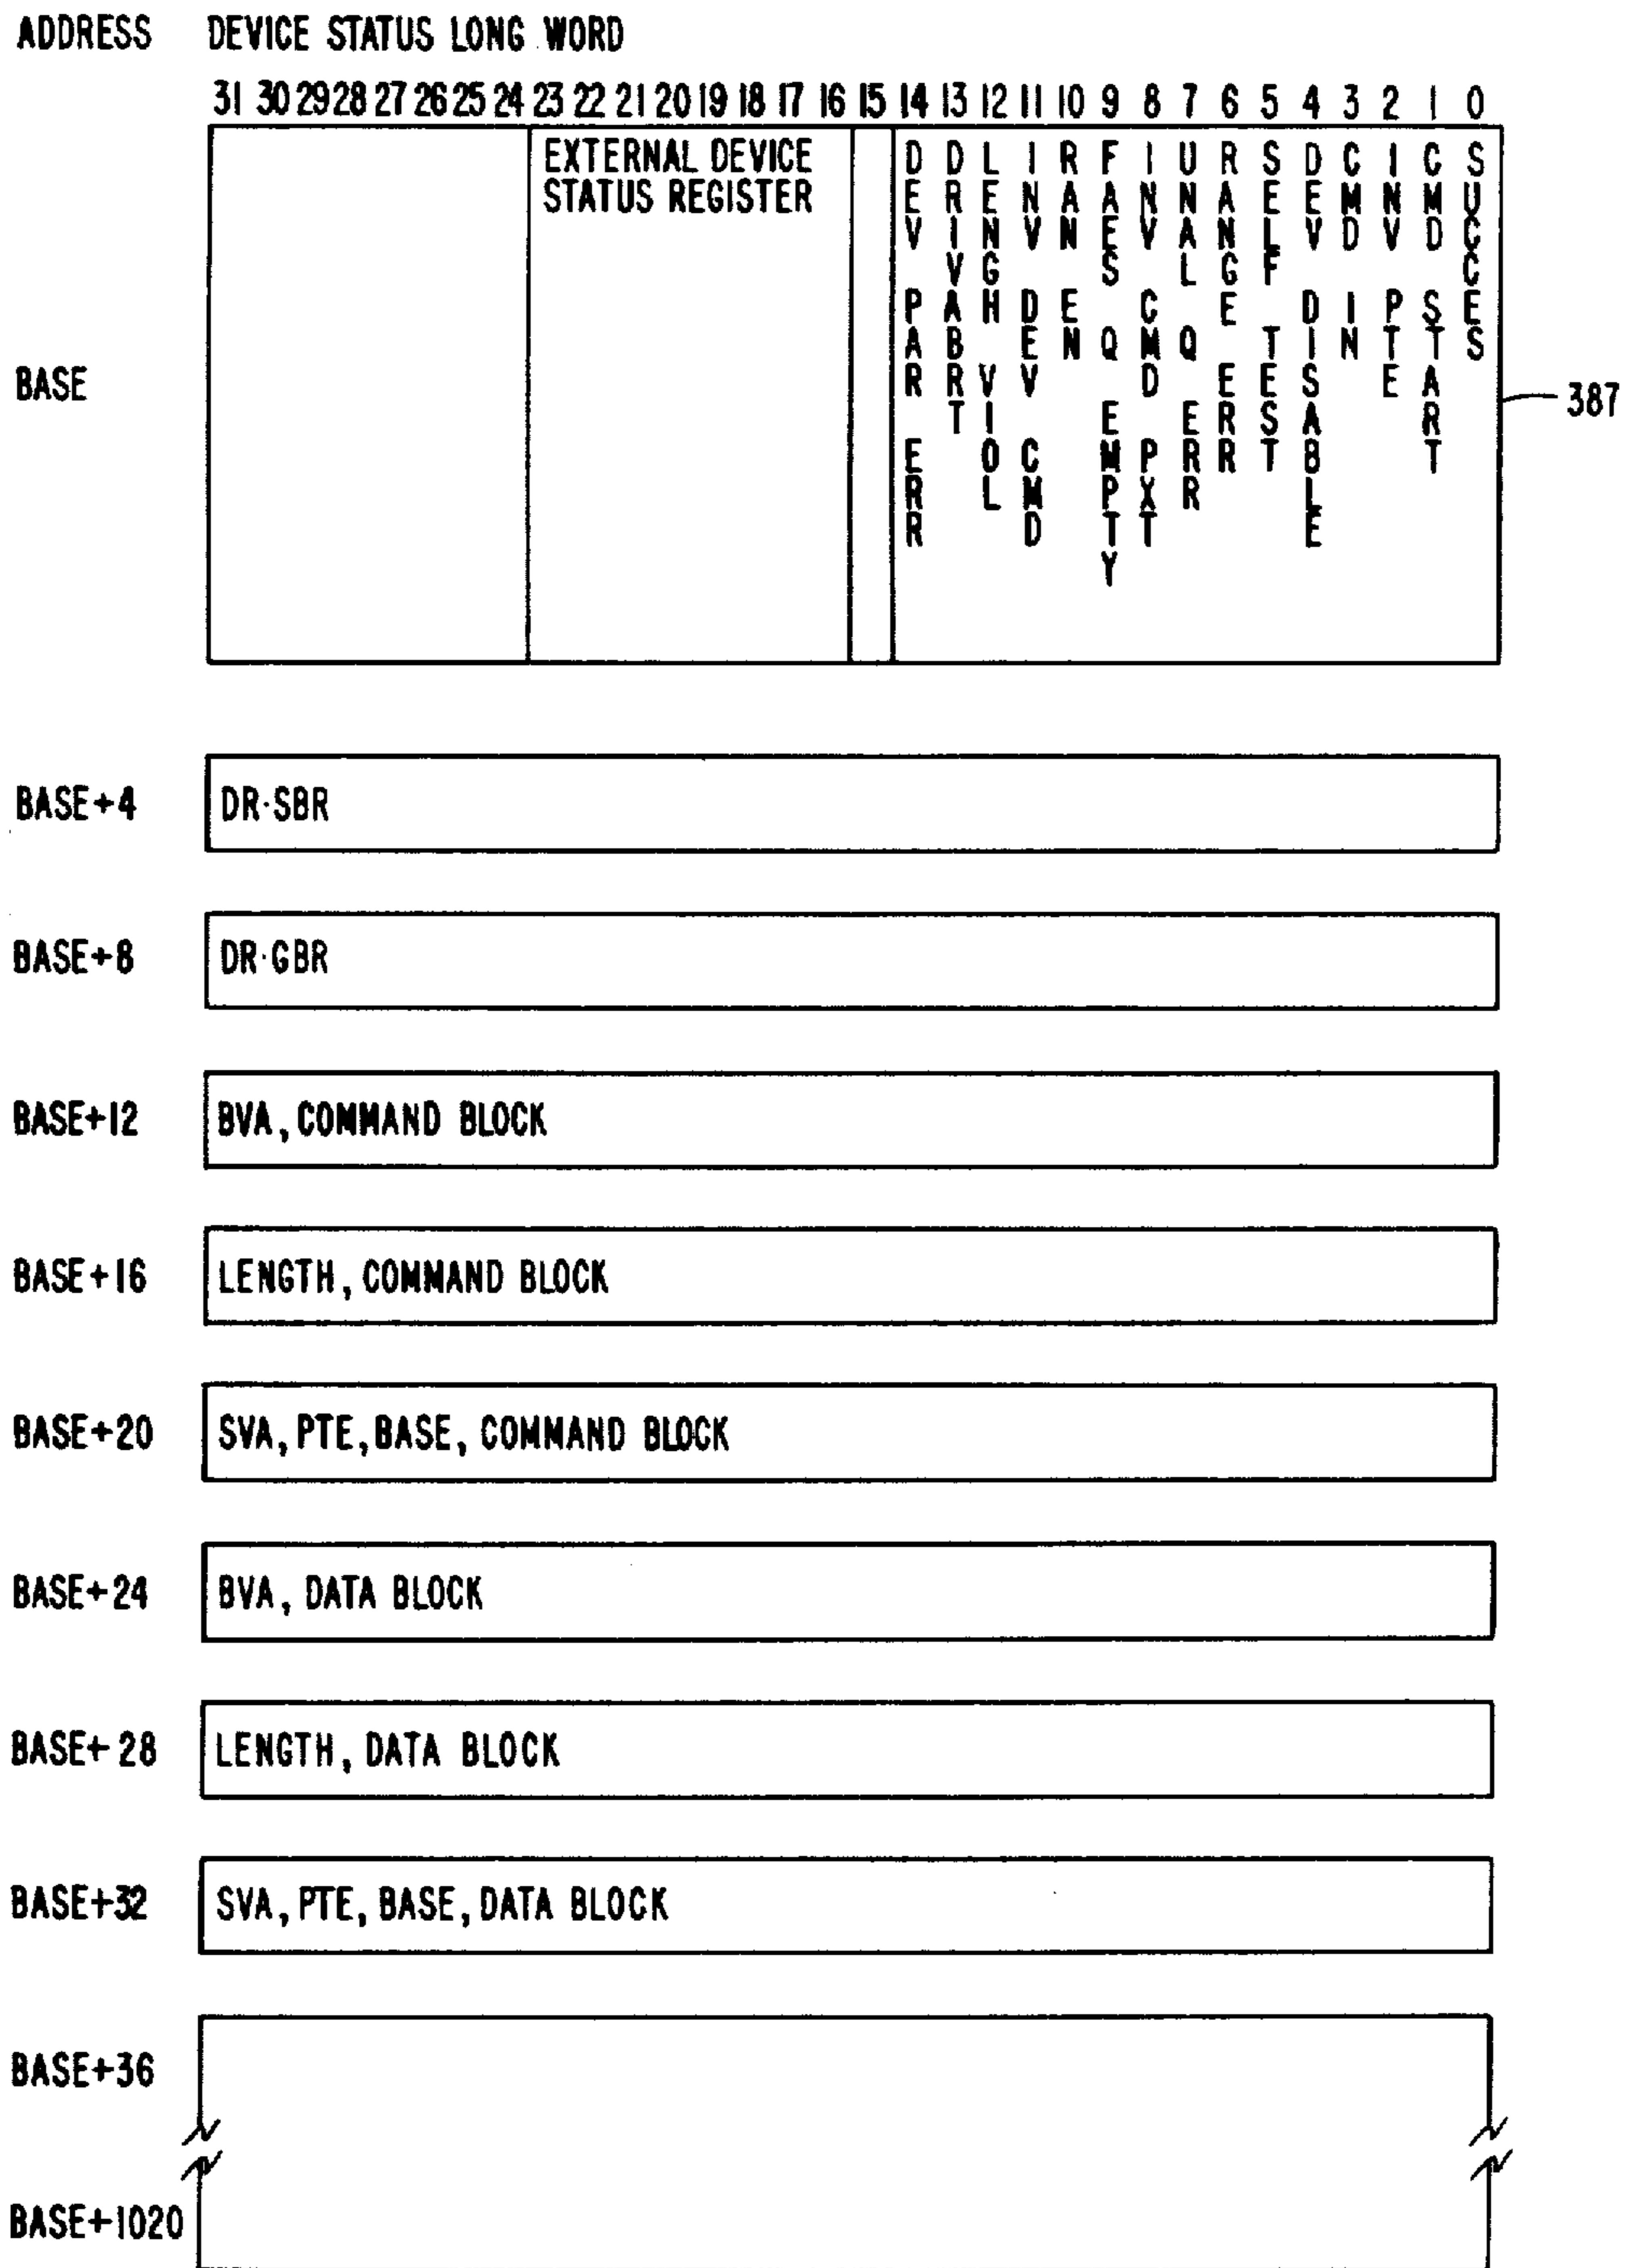 ADDRESS DEVICE STATUS LONG WORD
31 30 29 28 27 26 25 24 23 22 21 20 19 18 17 16 15 14 13 12 11 10 9 8 7 6 5 4 3 2 1 0
BASE
EXTERNAL DEVICE
STATUS REGISTER
DEV PAR ERR
DRIVABRT
LENGH VIOL
INV DEV CMD
RAN EN
FAES Q EMPTY
INV CMD PXT
UNAL Q ERR
RANGE ERR
SELF TEST
DEV DISABLE
CMD IN
INV PTE
CMD START
SUCCES
387
BASE+4 DR·SBR
BASE+8 DR·GBR
BASE+12 BVA, COMMAND BLOCK
BASE+16 LENGTH, COMMAND BLOCK
BASE+20 SVA, PTE, BASE, COMMAND BLOCK
BASE+24 BVA, DATA BLOCK
BASE+28 LENGTH, DATA BLOCK
BASE+32 SVA, PTE, BASE, DATA BLOCK
BASE+36
BASE+1020